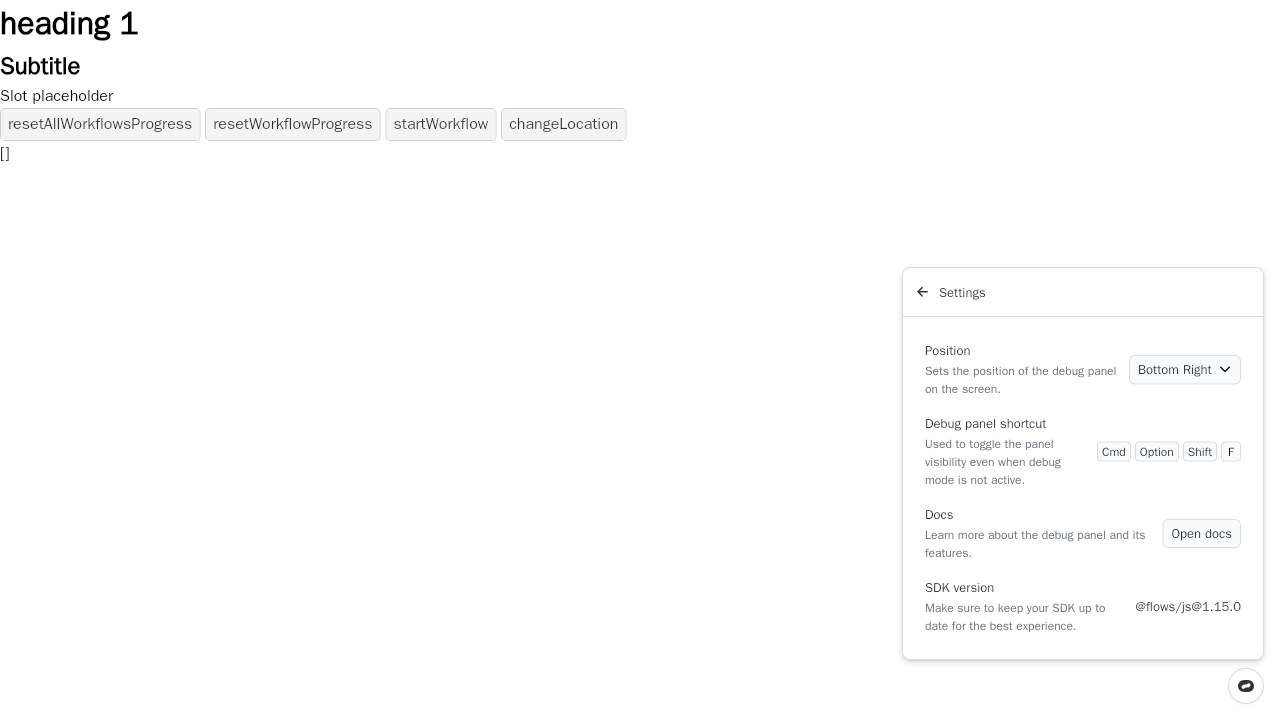 heading 1
Subtitle
Slot placeholder
resetAllWorkflowsProgress resetWorkflowProgress startWorkflow changeLocation
[]
Settings
Position
Sets the position of the debug panel
on the screen.
Bottom Right
Debug panel shortcut
Used to toggle the panel
visibility even when debug
mode is not active.
Cmd Option Shift F
Docs
Learn more about the debug panel and its
features.
Open docs
SDK version
Make sure to keep your SDK up to
date for the best experience.
@flows/js@1.15.0